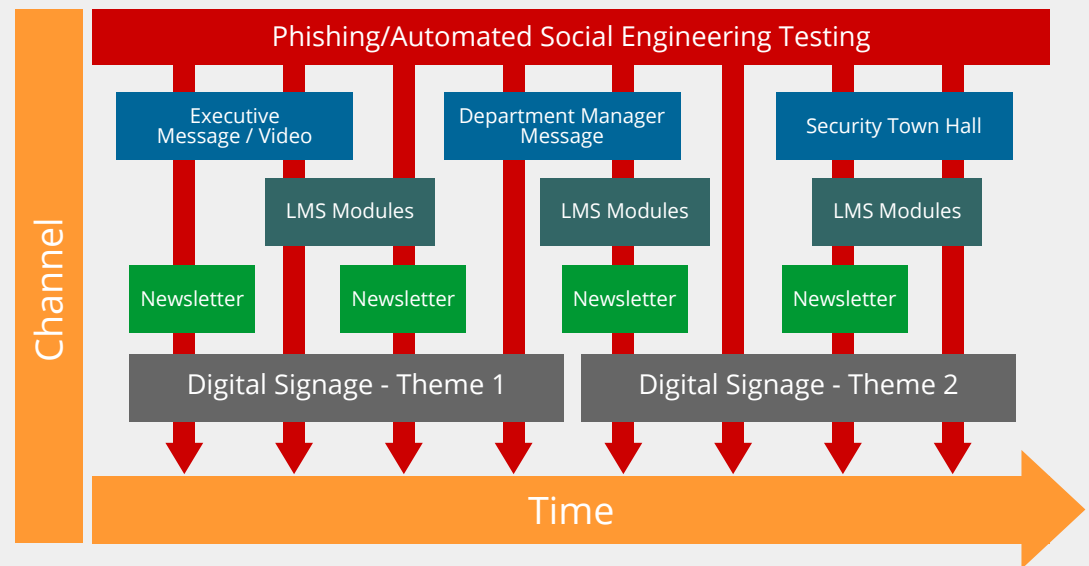 Phishing/Automated Social Engineering Testing
Executive
Message / Video
Department Manager
Message
Security Town Hall
LMS Modules
LMS Modules
LMS Modules
Newsletter
Newsletter
Newsletter
Newsletter
Digital Signage - Theme 1
Digital Signage - Theme 2
Channel
Time